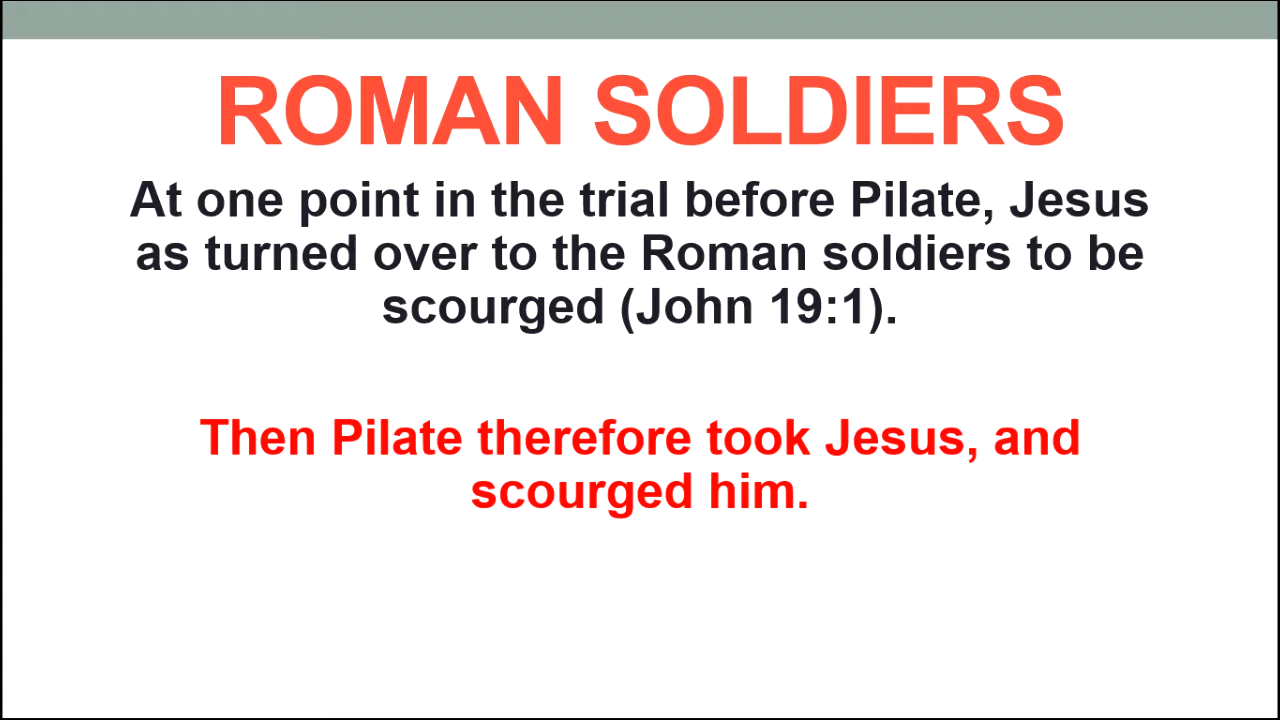 ROMAN SOLDIERS
At one point in the trial before Pilate, Jesus
as turned over to the Roman soldiers to be
scourged (John 19:1).
Then Pilate therefore took Jesus, and
scourged him.